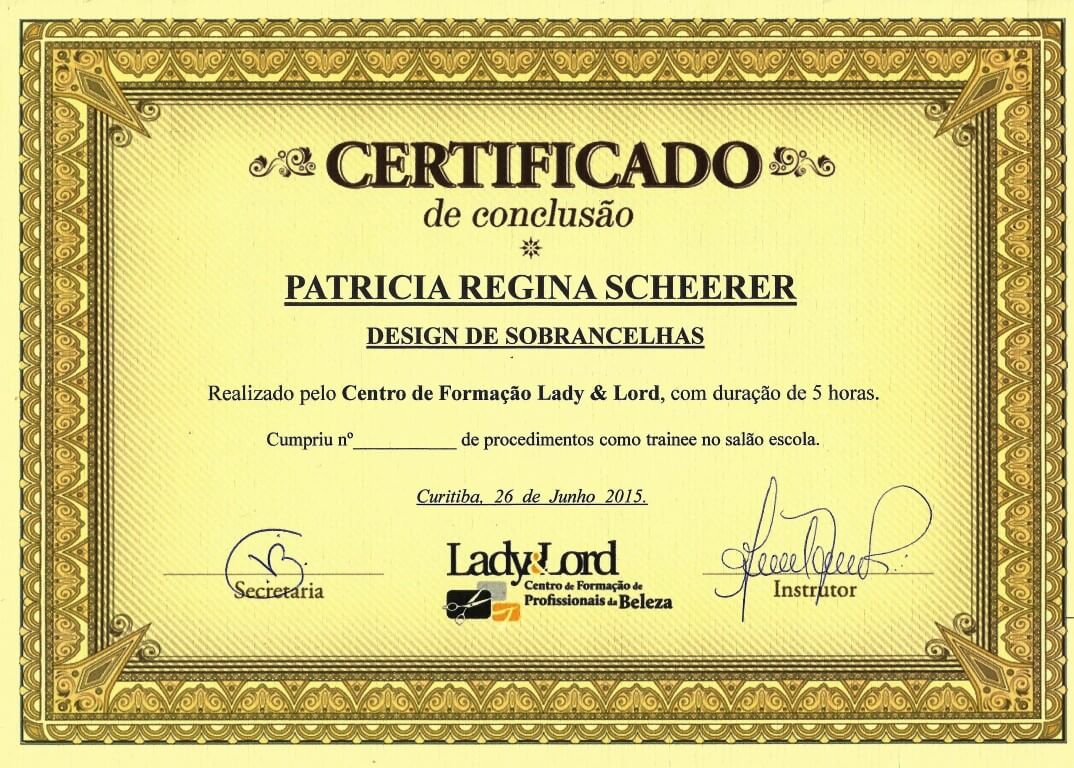 CERTIFICADO
de conclusão
PATRICIA REGINA SCHEERER
DESIGN DE SOBRANCELHAS
Realizado pelo Centro de Formação Lady & Lord, com duração de 5 horas.
Cumpriu nº__________ de procedimentos como trainee no salão escola.
Curitiba, 26 de Junho 2015.
Secretaria
Lady&Lord
Centro de Formação de
Profissionais da Beleza
Instrutor